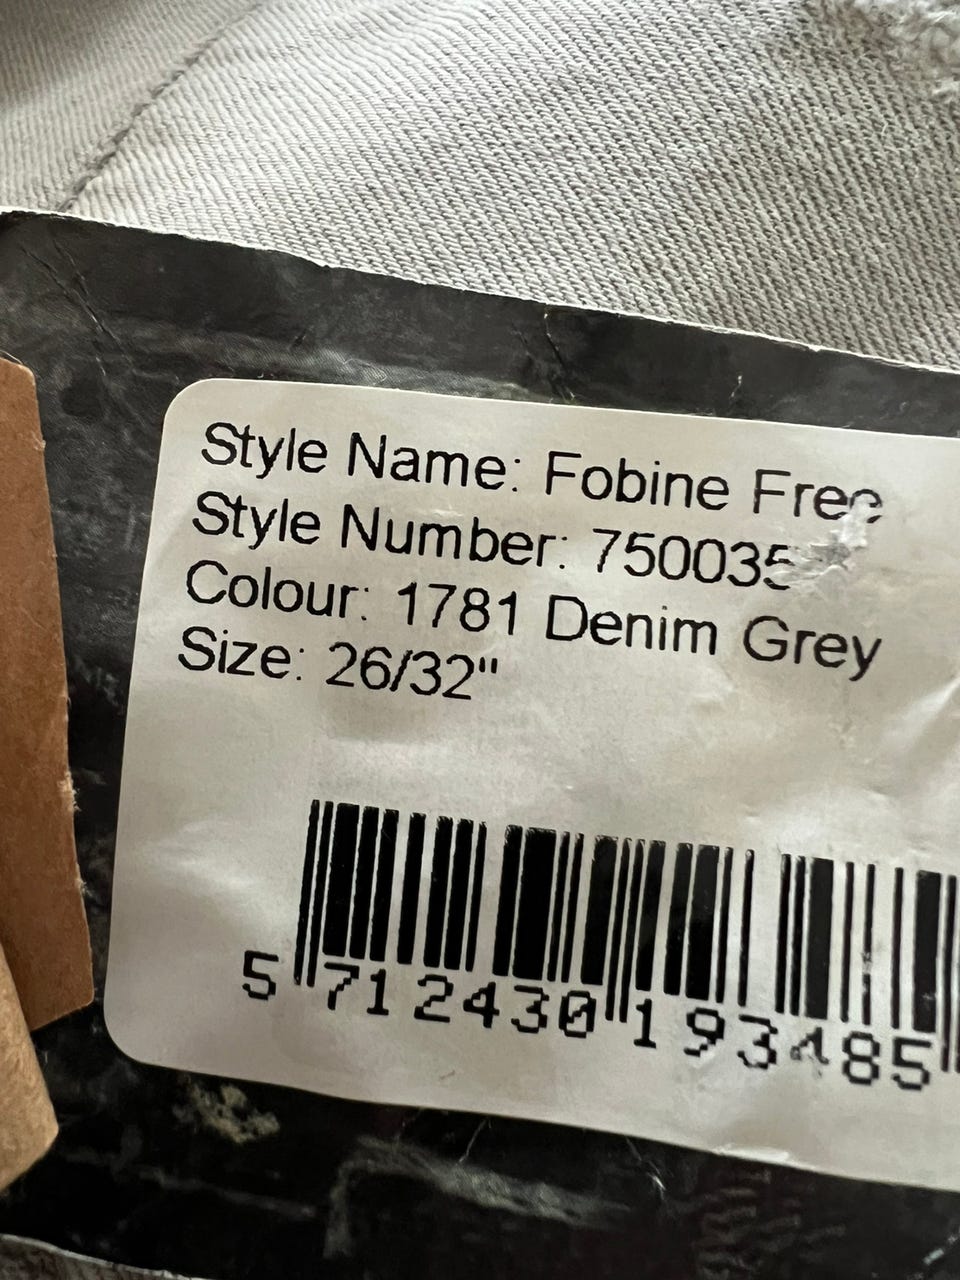 Style Name: Fobine Free
Style Number: 750035
Colour: 1781 Denim Grey
Size: 26/32"
5 712430 193485